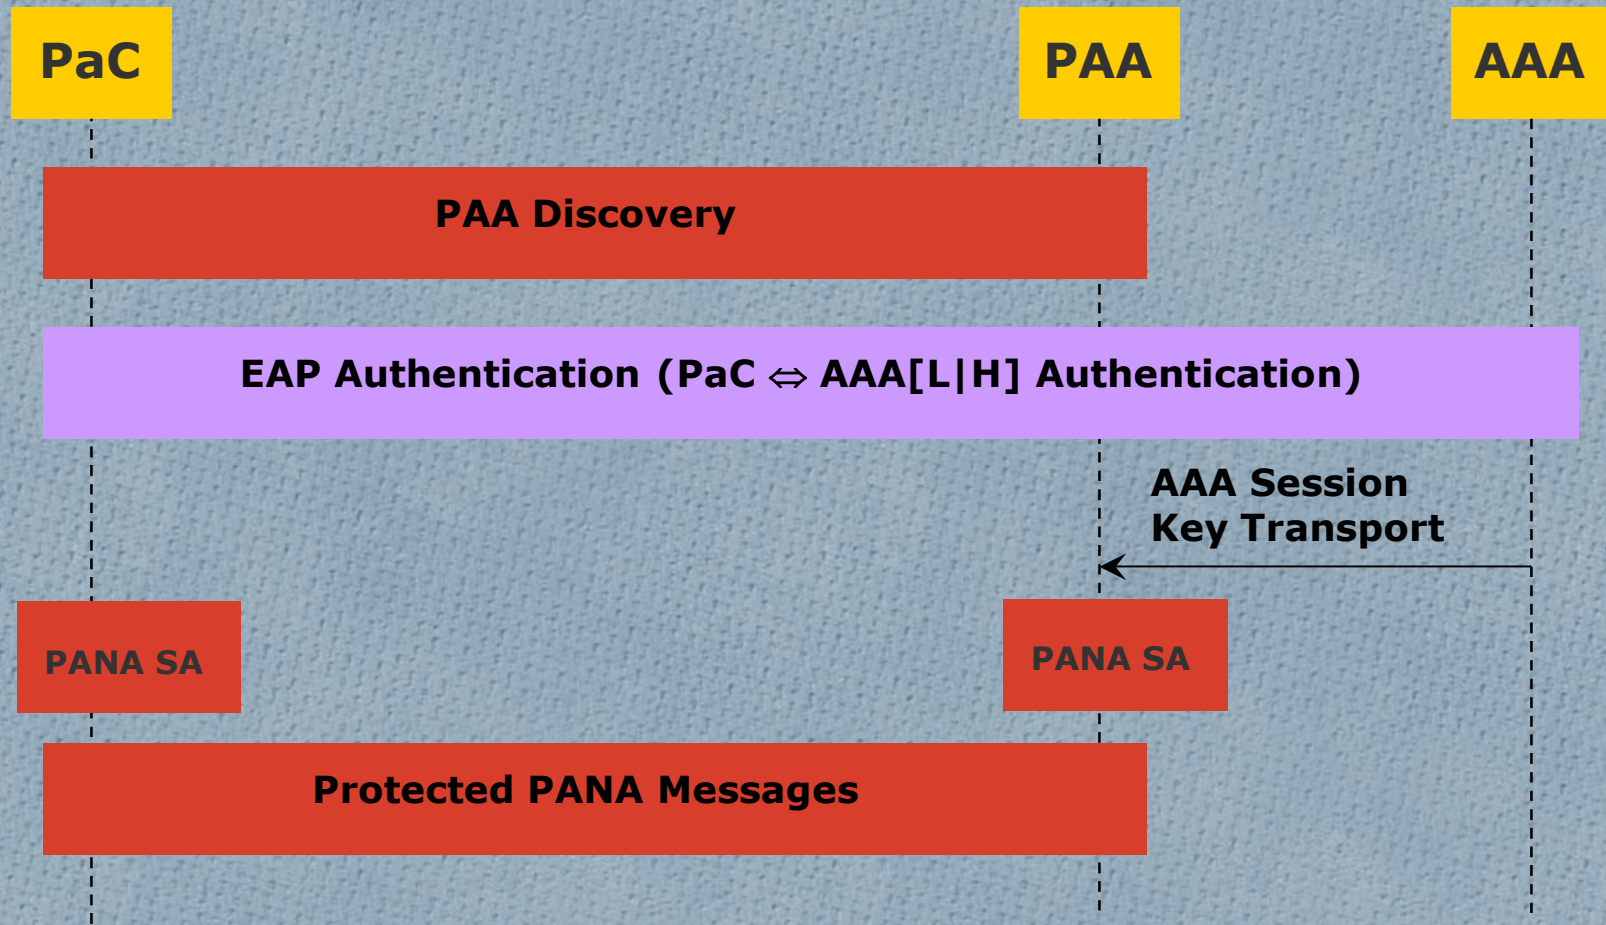 PaC
PAA
AAA
PAA Discovery
EAP Authentication (PaC ⇔ AAA[L|H] Authentication)
AAA Session
Key Transport
PANA SA
PANA SA
Protected PANA Messages